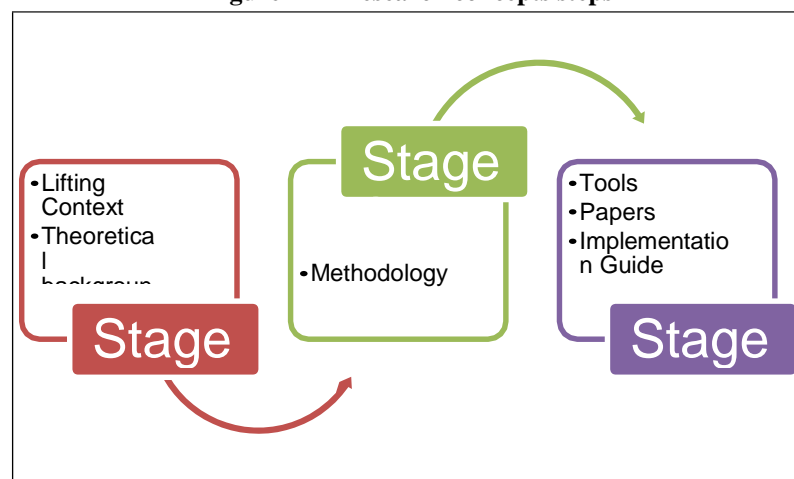 •Lifting
Context
•Theoretica
l
Stage
Stage
•Methodology
•Tools
•Papers
•Implementatio
n Guide
Stage